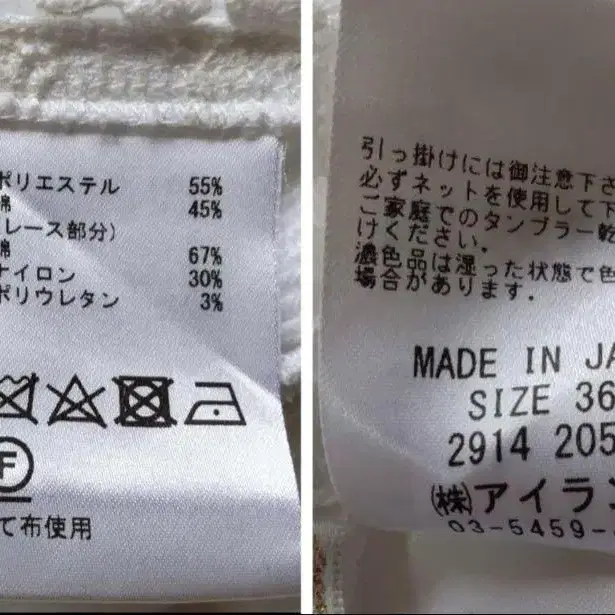 ポリエステル 55%
綿 45%
レース部分)
綿 67%
ナイロン 30%
ポリウレタン 3%
F
て布使用
引っ掛けには御注意下さ
必ずネットを使用して下
ご家庭でのタンブラー乾
けください。
濃色品は湿った状態で色
場合があります。
MADE IN JA
SIZE 36
2914 205
(株)アイラン
03-5459-